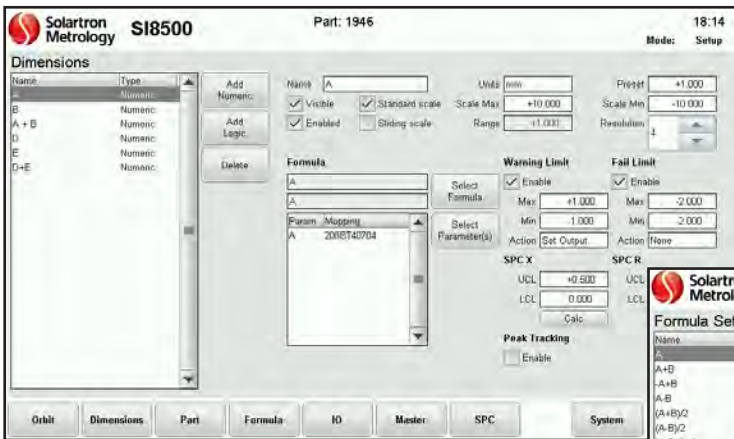 Solartron Metrology SI8500 Part: 1946 18:14
Mode: Setup
Dimensions
Name Type
A Numeric
B Numeric
A + B Numeric
D Numeric
E Numeric
D+E Numeric
Add Numeric
Add Logic
Delete
Name A Units mm Preset +1.000
Visible Standard scale Scale Max +10.000 Scale Min -10.000
Enabled Sliding scale Range +1.000 Resolution 4
Formula
A
A
Select Formula
Param Mapping
A
Select Parameter(s)
Warning Limit Fail Limit
Enable Enable
Max +1.000 Max -2.000
Min -1.000 Min -2.000
Action Set Output Action None
SPC X SPC R
UCL +0.500 UCL
LCL 0.000 LCL
Calc
Peak Tracking
Enable
Orbit Dimensions Part Formula IO Master SPC System
Solartr
Metrol
Formula Set
Name
A
A+B
-A+B
A-B
(A+B)/2
(A-B)/2